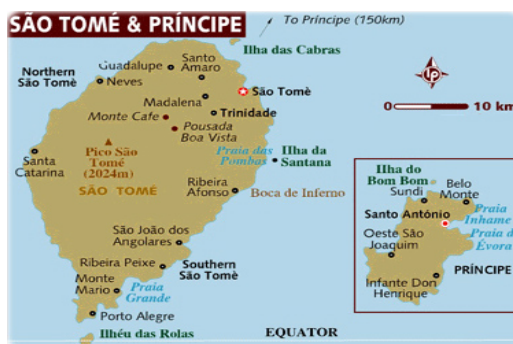 SÃO TOMÉ & PRÍNCIPE
To Príncipe (150km)
Ilha das Cabras
Guadalupe
Santo
Amaro
Northern
São Tomè
Neves
São Tomè
Madalena
Monte Cafe
Trinidade
Pousada
Boa Vista
Pico São
Tomé
(2024m)
Praia das
Pombas
Ilha da
Santana
Santa
Catarina
SÃO TOMÉ
Ribeira
Afonso
Boca de Inferno
São João dos
Angolares
Ribeira Peixe
Southern
São Tomè
Monte
Mario
Praia
Grande
Porto Alegre
Ilhéu das Rolas
EQUATOR
lp
0
10 km
Ilha do
Bom Bom
Sundi
Belo
Monte
Santo António
Praia
Inhame
Oeste São
Joaquim
Praia d
Évora
PRÍNCIPE
Infante Don
Henrique